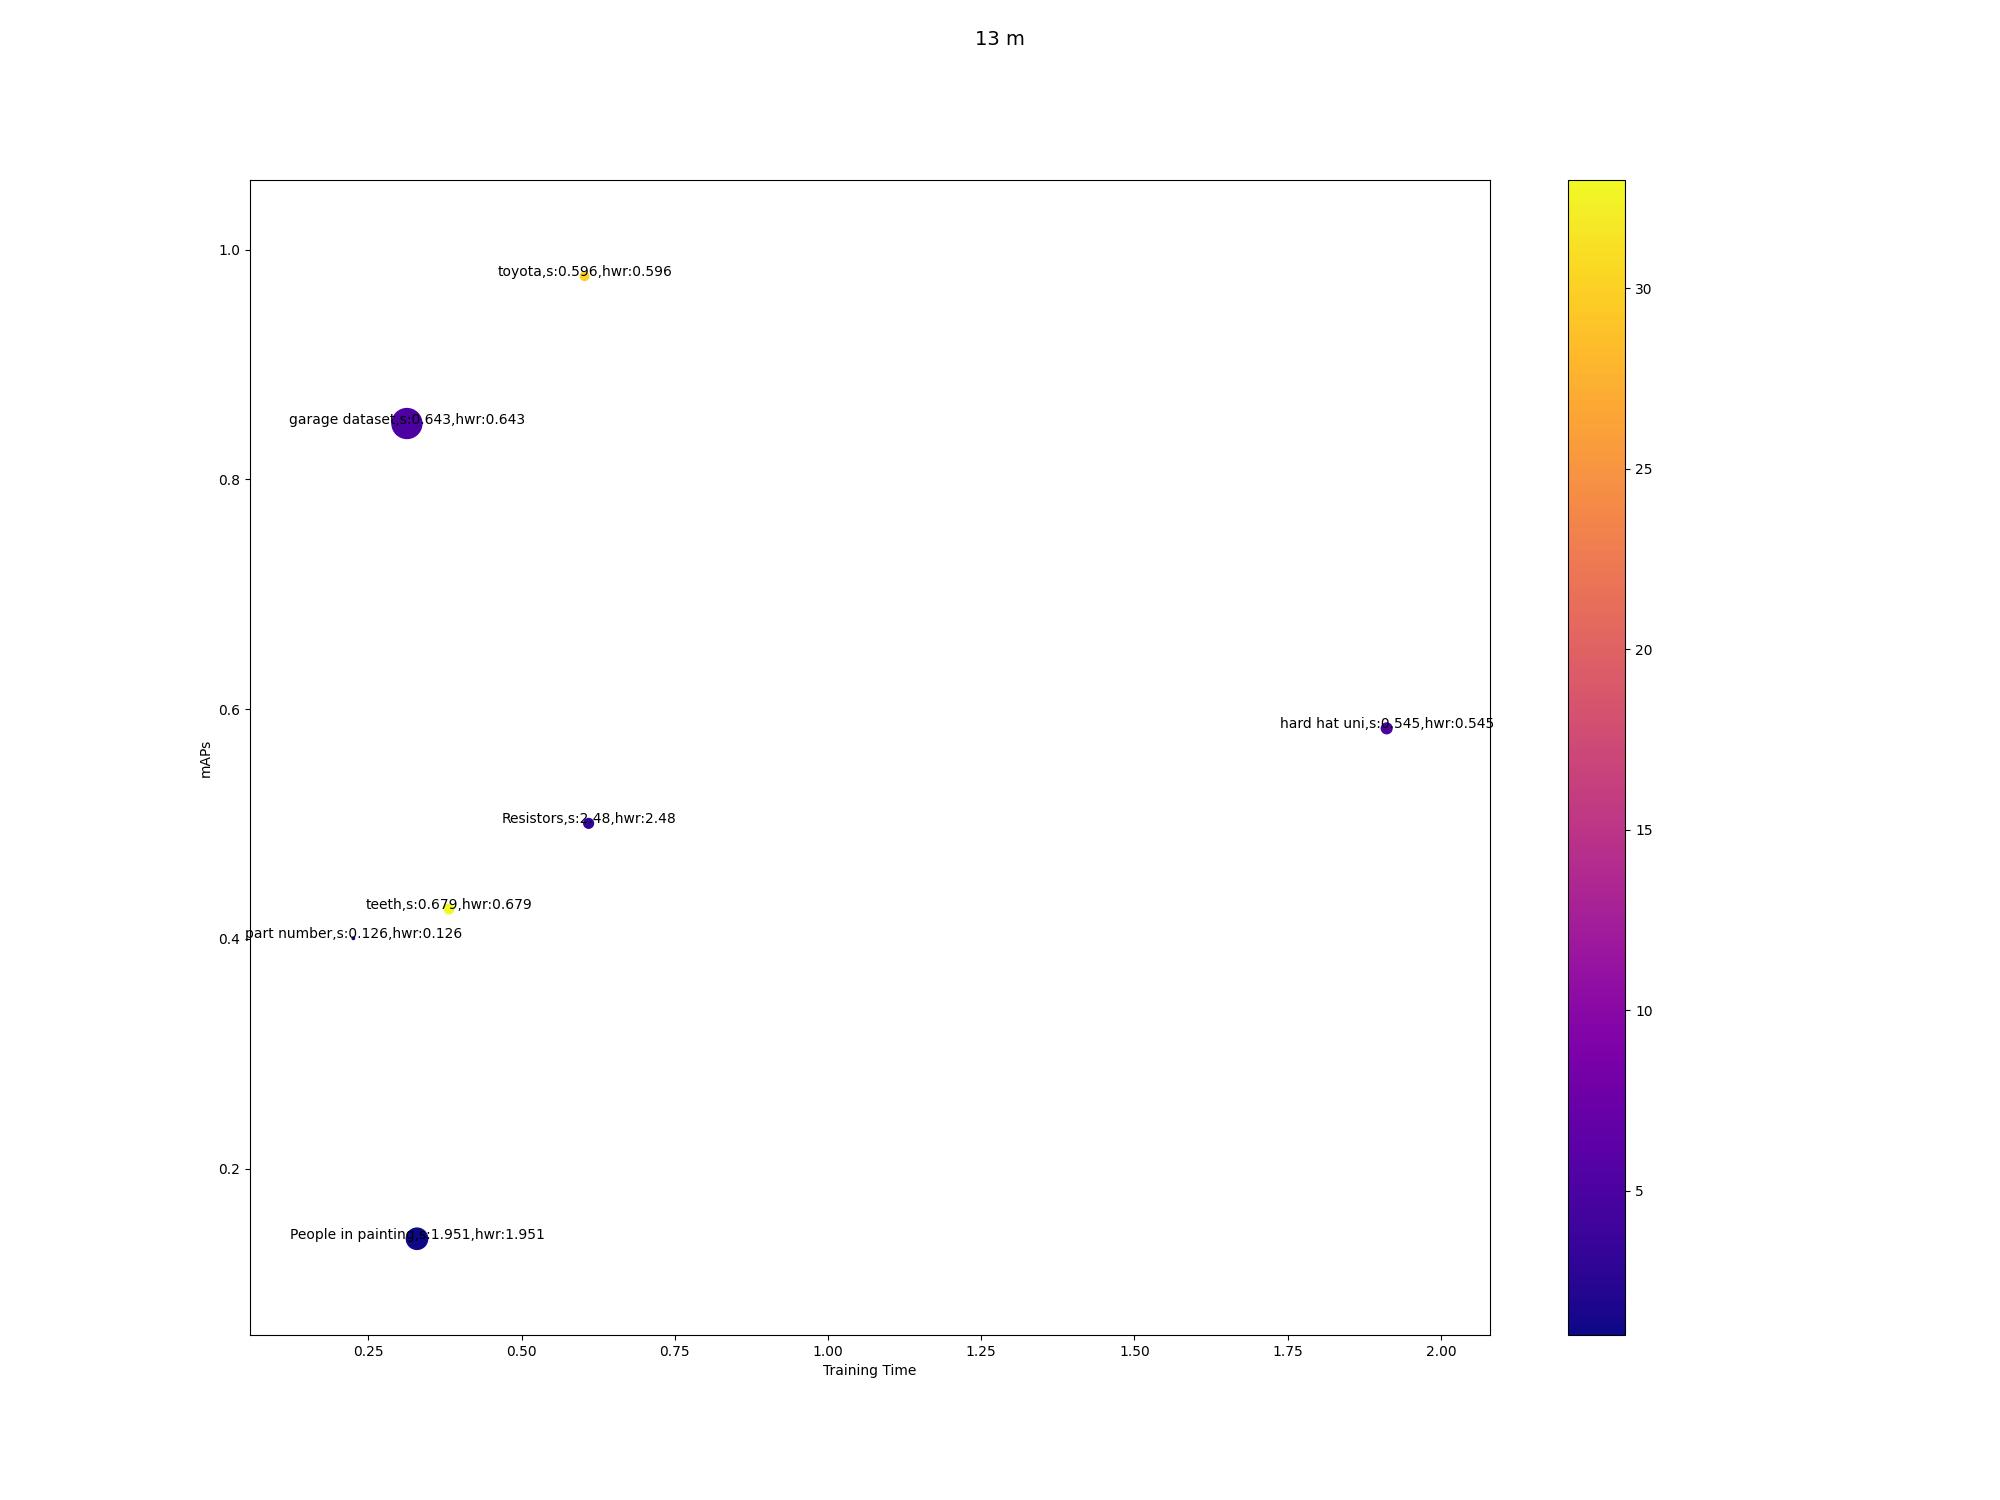 13 m
1.0
0.8
0.6
0.4
0.2
mAPs
toyota,s:0.596,hwr:0.596
garage dataset,s:0.643,hwr:0.643
hard hat uni,s:0.545,hwr:0.545
Resistors,s:2.48,hwr:2.48
teeth,s:0.679,hwr:0.679
part number,s:0.126,hwr:0.126
People in painting,s:1.951,hwr:1.951
0.25 0.50 0.75 1.00 1.25 1.50 1.75 2.00
Training Time
30
25
20
15
10
5